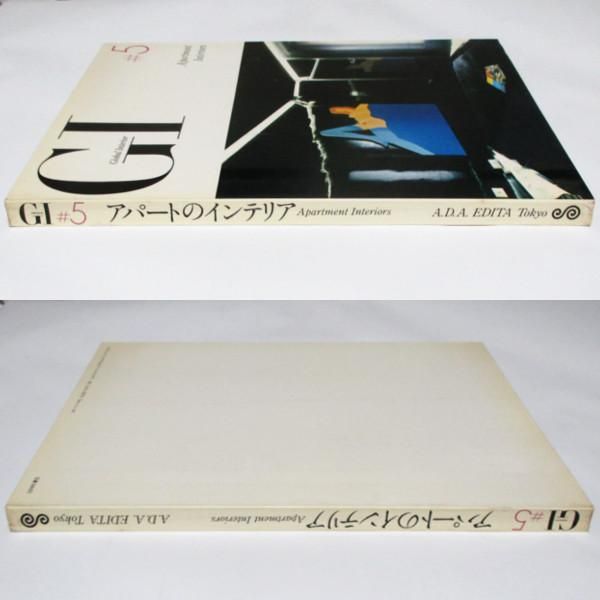 #5
Apartment
Interiors
GI
Global Interior
GI #5 アパートのインテリア Apartment Interiors A.D.A. EDITA Tokyo
GI #5 アパートのインテリア Apartment Interiors A.D.A. EDITA Tokyo